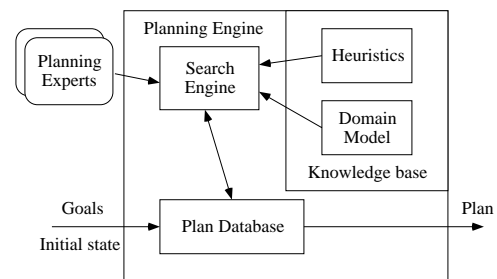 Planning Engine
Planning
Experts
Search
Engine
Heuristics
Domain
Model
Knowledge base
Goals
Initial state
Plan Database
Plan